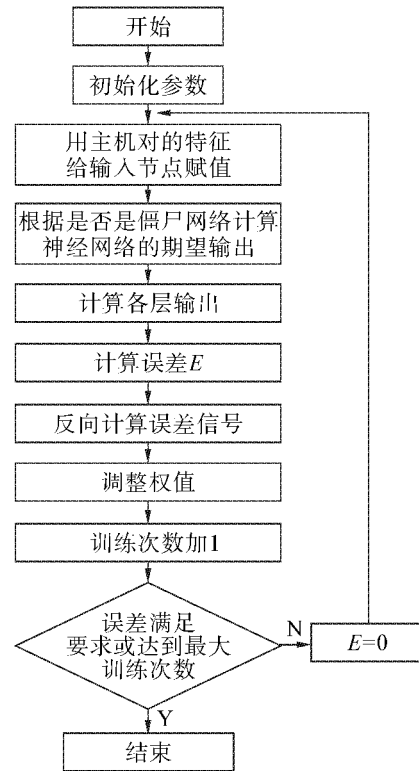 开始
初始化参数
用主机对的特征
给输入节点赋值
根据是否是僵尸网络计算
神经网络的期望输出
计算各层输出
计算误差E
反向计算误差信号
调整权值
训练次数加1
误差满足
要求或达到最大
训练次数
N
E=0
Y
结束